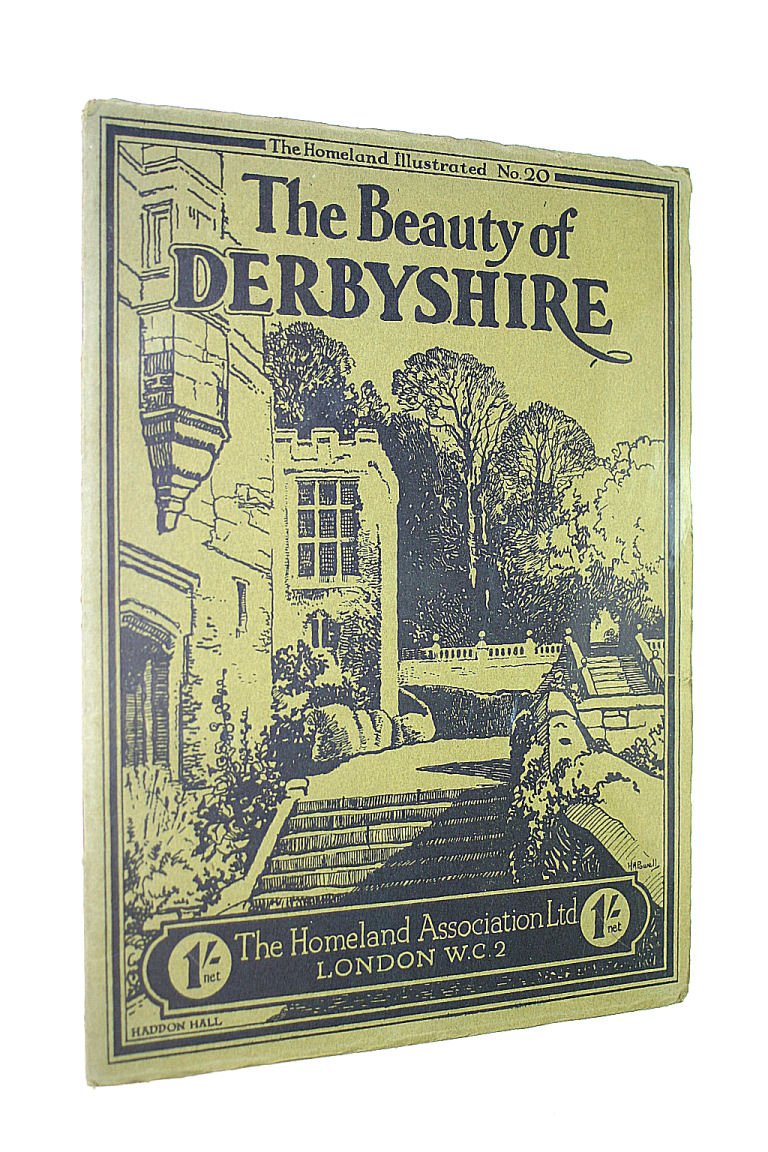 The Homeland Illustrated No. 20
The Beauty of
DERBYSHIRE
H A Powell
1/- net
The Homeland Association Ltd
LONDON W.C. 2
1/- net
HADDON HALL